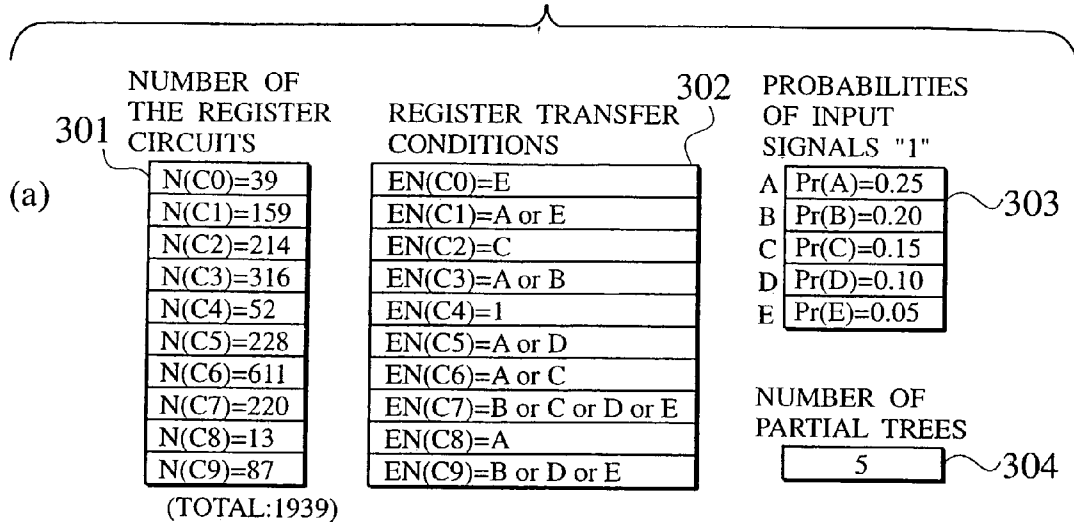 NUMBER OF
THE REGISTER
CIRCUITS
301
(a)
N(C0)=39
N(C1)=159
N(C2)=214
N(C3)=316
N(C4)=52
N(C5)=228
N(C6)=611
N(C7)=220
N(C8)=13
N(C9)=87
(TOTAL:1939)
REGISTER TRANSFER
CONDITIONS
302
EN(C0)=E
EN(C1)=A or E
EN(C2)=C
EN(C3)=A or B
EN(C4)=1
EN(C5)=A or D
EN(C6)=A or C
EN(C7)=B or C or D or E
EN(C8)=A
EN(C9)=B or D or E
PROBABILITIES
OF INPUT
SIGNALS "1"
A Pr(A)=0.25
B Pr(B)=0.20
C Pr(C)=0.15
D Pr(D)=0.10
E Pr(E)=0.05
303
NUMBER OF
PARTIAL TREES
5
304